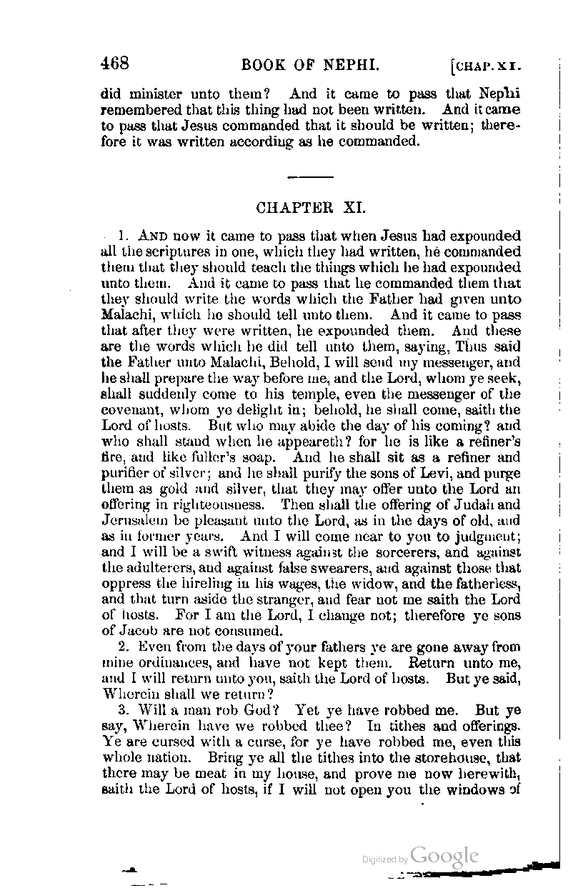 468 BOOK OF NEPHI. [CHAP. XI.
did minister unto them? And it came to pass that Nephi
remembered that this thing had not been written. And it came
to pass that Jesus commanded that it should be written; there-
fore it was written according as he commanded.
CHAPTER XI.
1. AND now it came to pass that when Jesus had expounded
all the scriptures in one, which they had written, he commanded
them that they should teach the things which he had expounded
unto them. And it came to pass that he commanded them that
they should write the words which the Father had given unto
Malachi, which he should tell unto them. And it came to pass
that after they were written, he expounded them. And these
are the words which he did tell unto them, saying, Thus said
the Father unto Malachi, Behold, I will send my messenger, and
he shall prepare the way before me, and the Lord, whom ye seek,
shall suddenly come to his temple, even the messenger of the
covenant, whom ye delight in; behold, he shall come, saith the
Lord of hosts. But who may abide the day of his coming? and
who shall stand when he appeareth? for he is like a refiner's
fire, and like fuller's soap. And he shall sit as a refiner and
purifier of silver; and he shall purify the sons of Levi, and purge
them as gold and silver, that they may offer unto the Lord an
offering in righteousness. Then shall the offering of Judah and
Jerusalem be pleasant unto the Lord, as in the days of old, and
as in former years. And I will come near to you to judgment;
and I will be a swift witness against the sorcerers, and against
the adulterers, and against false swearers, and against those that
oppress the hireling in his wages, the widow, and the fatherless,
and that turn aside the stranger, and fear not me saith the Lord
of hosts. For I am the Lord, I change not; therefore ye sons
of Jacob are not consumed.
2. Even from the days of your fathers ye are gone away from
mine ordinances, and have not kept them. Return unto me,
and I will return unto you, saith the Lord of hosts. But ye said,
Wherein shall we return?
3. Will a man rob God? Yet ye have robbed me. But ye
say, Wherein have we robbed thee? In tithes and offerings.
Ye are cursed with a curse, for ye have robbed me, even this
whole nation. Bring ye all the tithes into the storehouse, that
there may be meat in my house, and prove me now herewith,
saith the Lord of hosts, if I will not open you the windows of
Digitized by Google